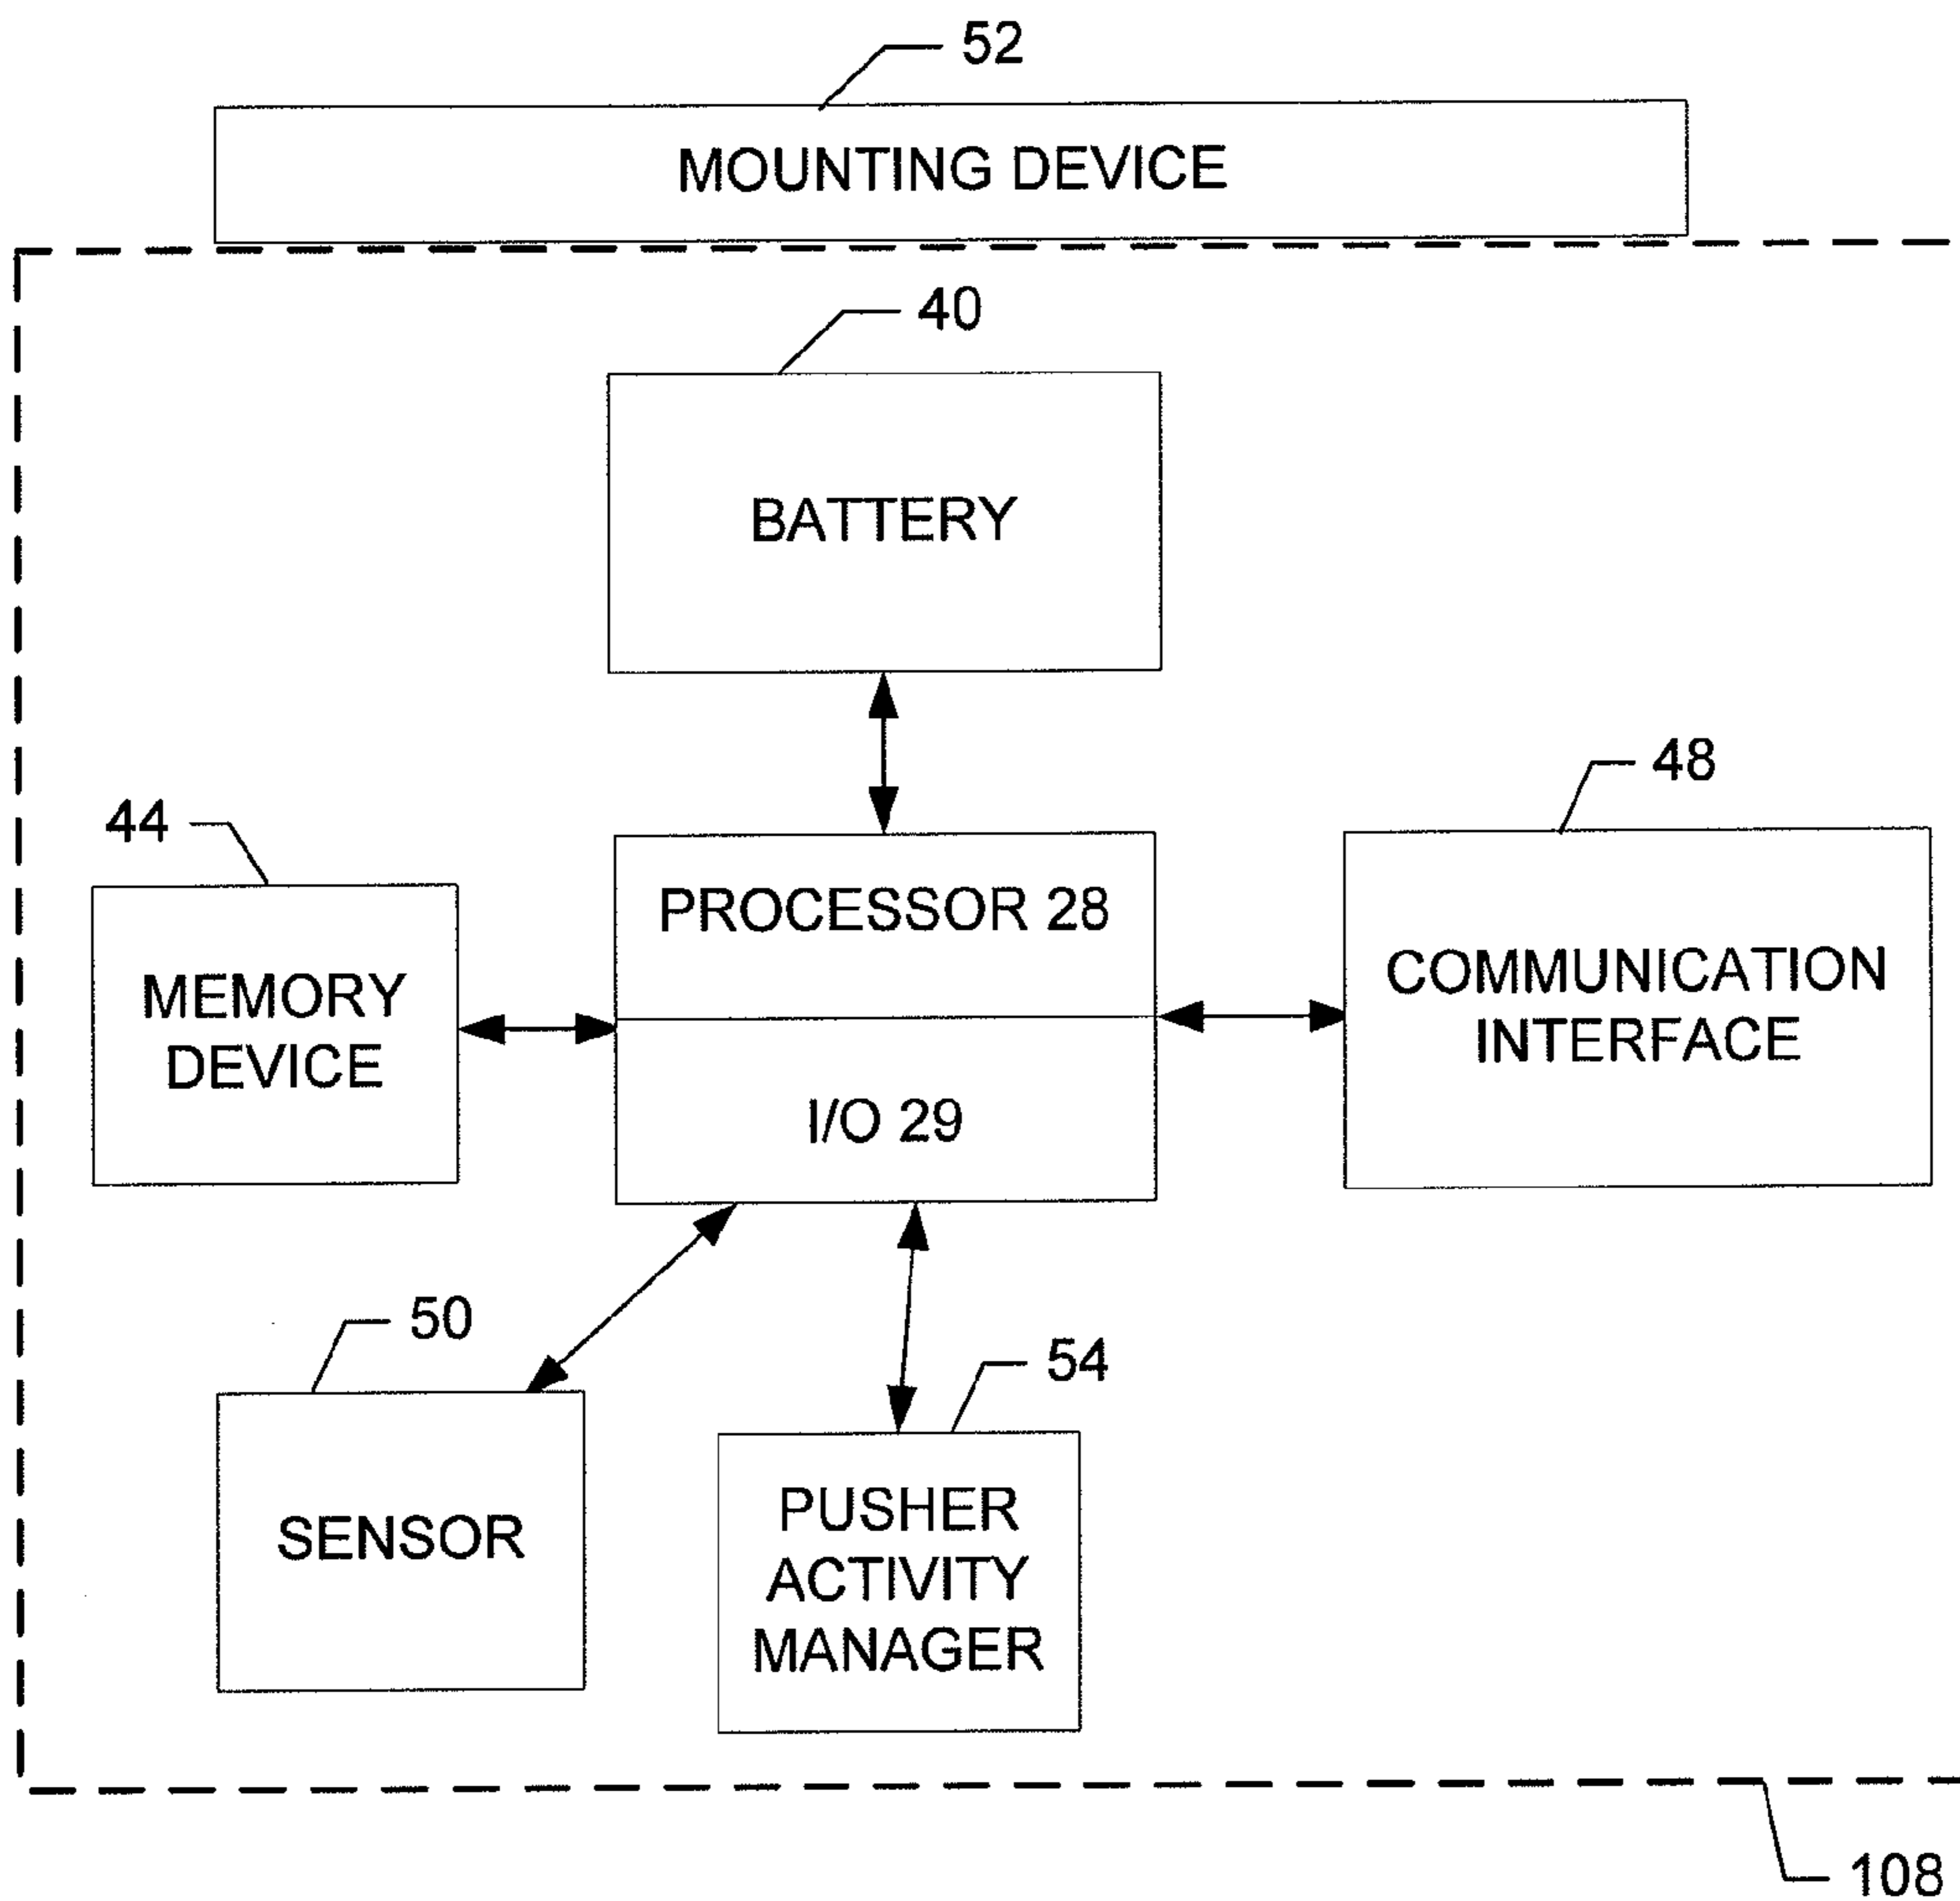 52
MOUNTING DEVICE
40
BATTERY
48
44
PROCESSOR 28
COMMUNICATION
INTERFACE
MEMORY
DEVICE
I/O 29
50
54
SENSOR
PUSHER
ACTIVITY
MANAGER
108